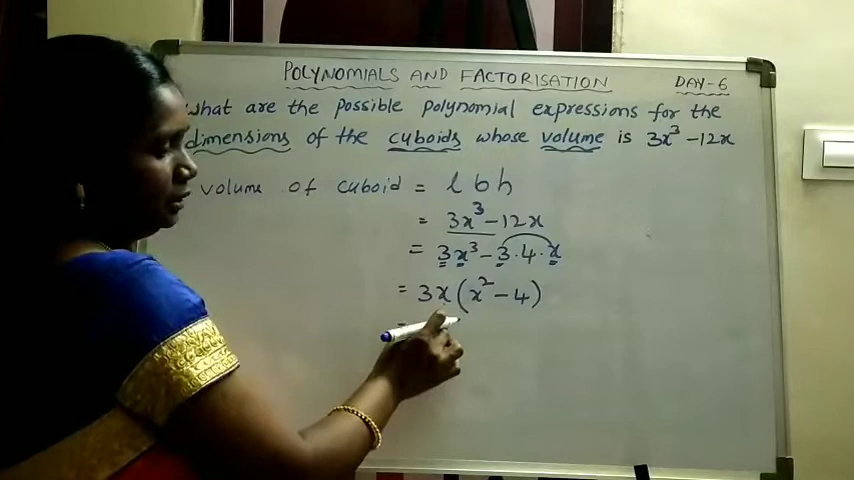 POLYNOMIALS AND FACTORISATION DAY-6
what are the possible polynomial expressions for the
dimensions of the cuboids whose volume is 3x³ - 12x
volume of cuboid = l b h
= 3x³ - 12x
= 3x³ - 3·4·x
= 3x(x² - 4)